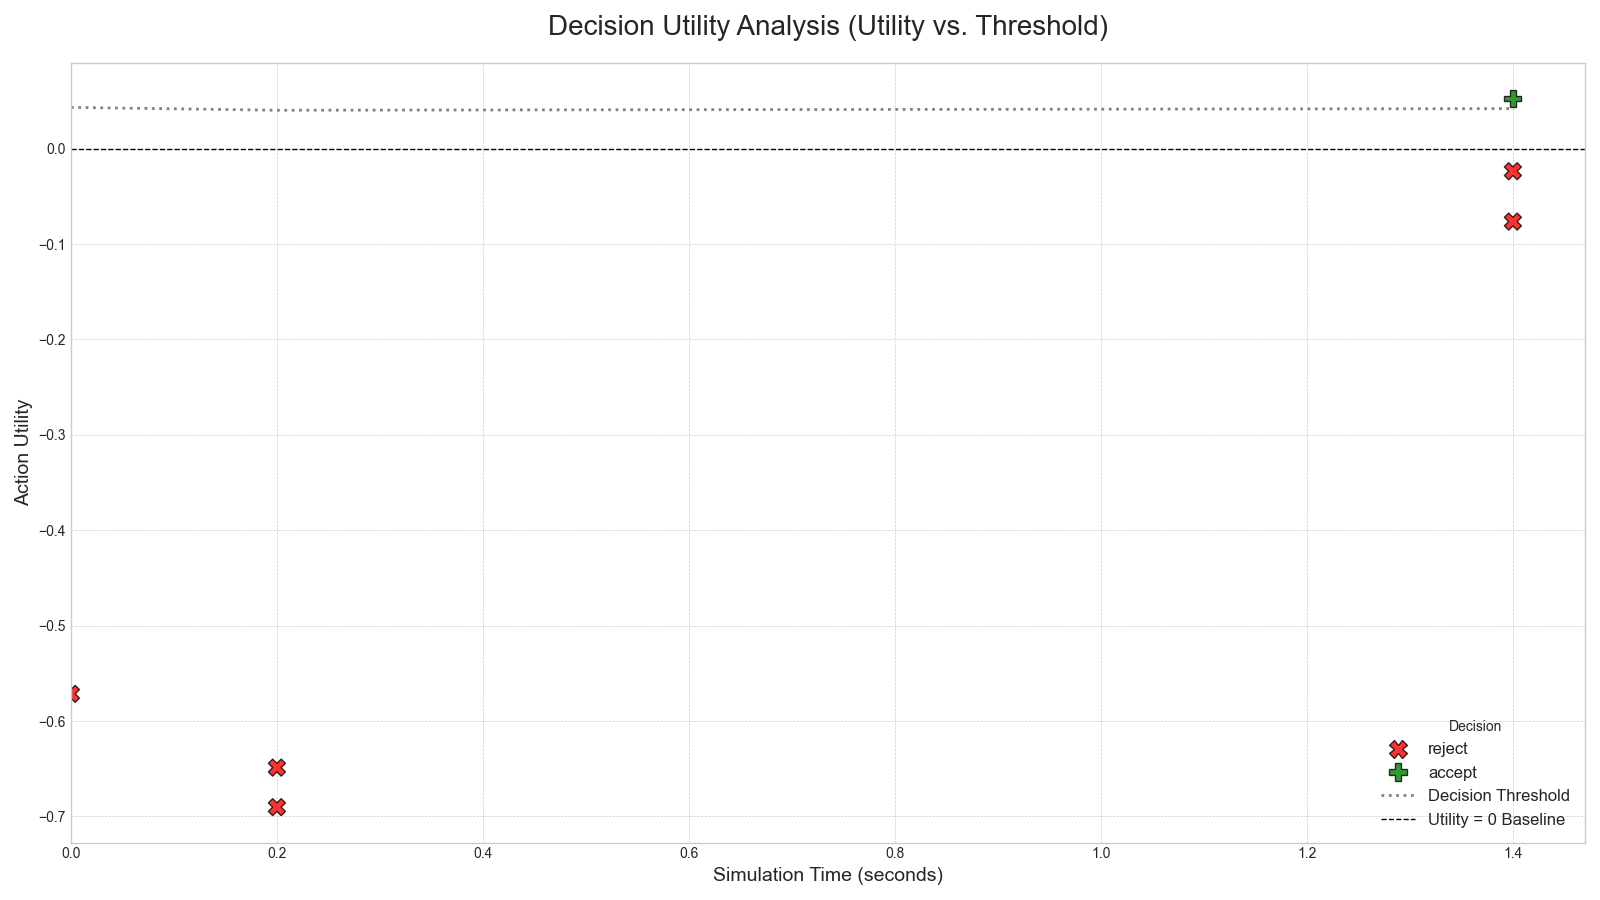 Decision Utility Analysis (Utility vs. Threshold)
Action Utility
0.0
−0.1
−0.2
−0.3
−0.4
−0.5
−0.6
−0.7
Decision
reject
accept
Decision Threshold
Utility = 0 Baseline
0.0 0.2 0.4 0.6 0.8 1.0 1.2 1.4
Simulation Time (seconds)